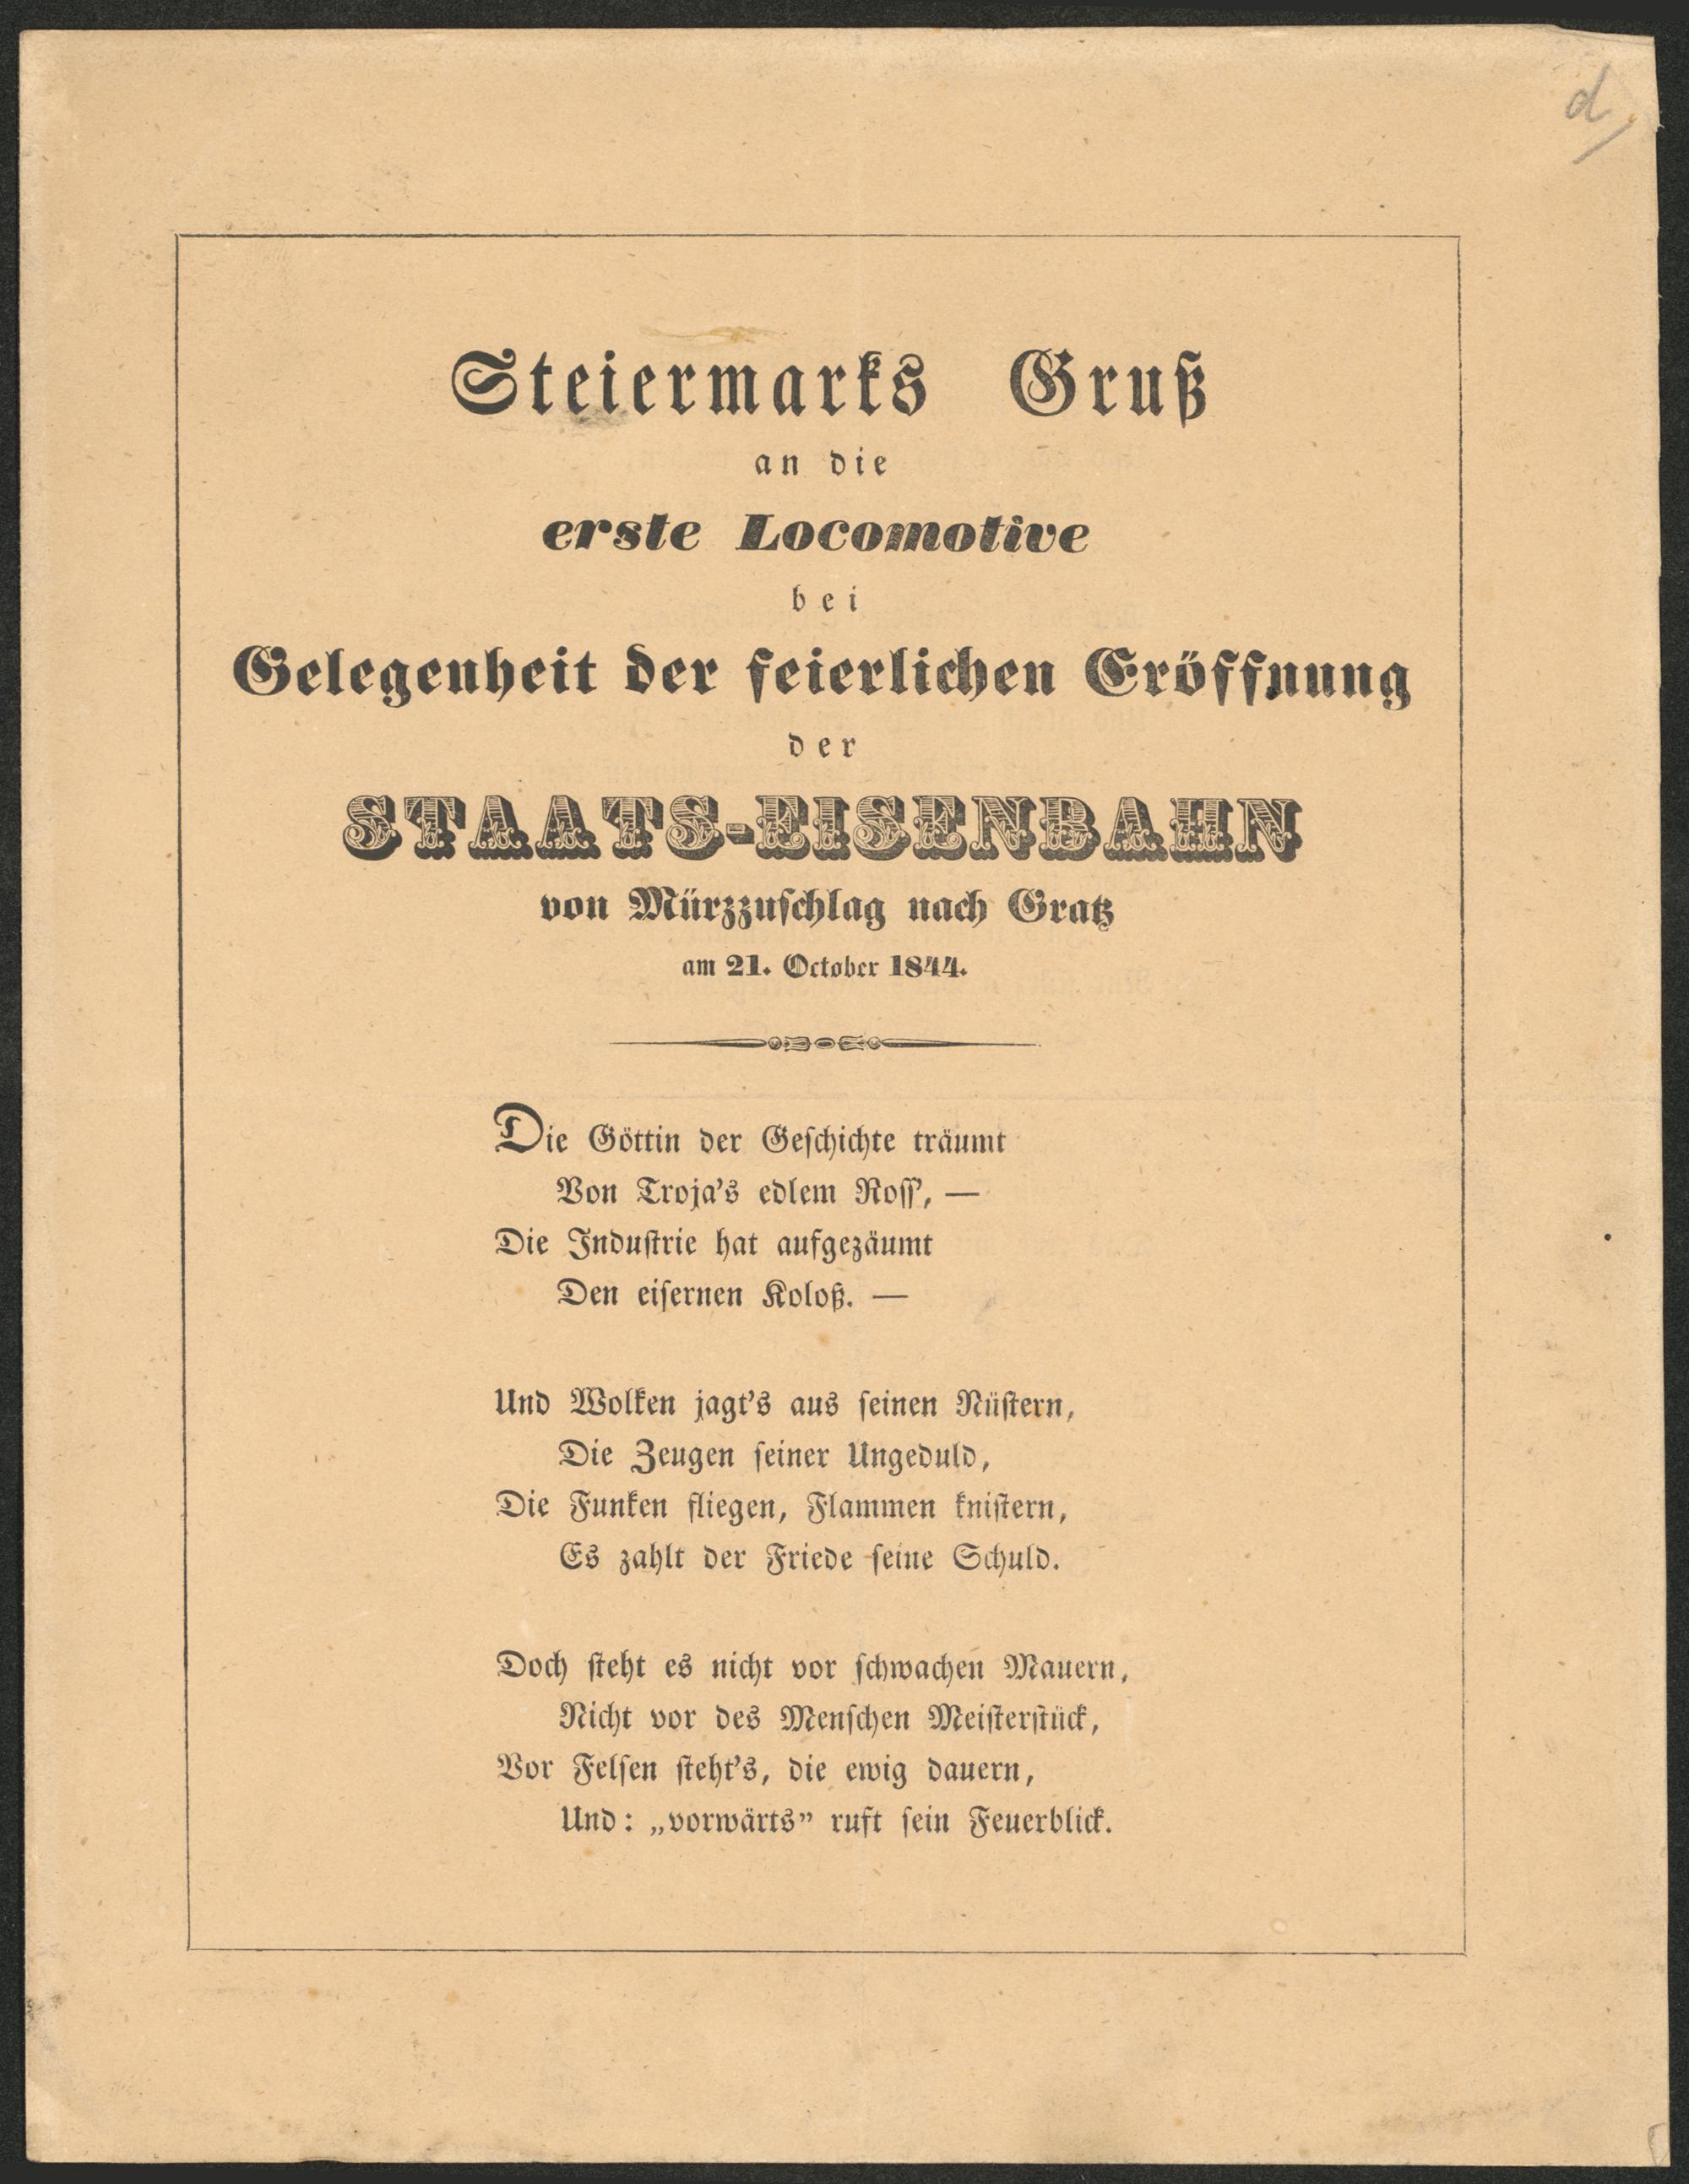 d
Steiermarks Gruß
an die
erste Locomotive
bei
Gelegenheit der feierlichen Eröffnung
der
STAATS-EISENBAHN
von Mürzzuschlag nach Gratz
am 21. October 1844.
Die Göttin der Geschichte träumt
Von Troja's edlem Ross', —
Die Industrie hat aufgezäumt
Den eisernen Koloß. —
Und Wolken jagt's aus seinen Nüstern,
Die Zeugen seiner Ungeduld,
Die Funken fliegen, Flammen knistern,
Es zahlt der Friede seine Schuld.
Doch steht es nicht vor schwachen Mauern,
Nicht vor des Menschen Meisterstück,
Vor Felsen steht's, die ewig dauern,
Und: „vorwärts” ruft sein Feuerblick.